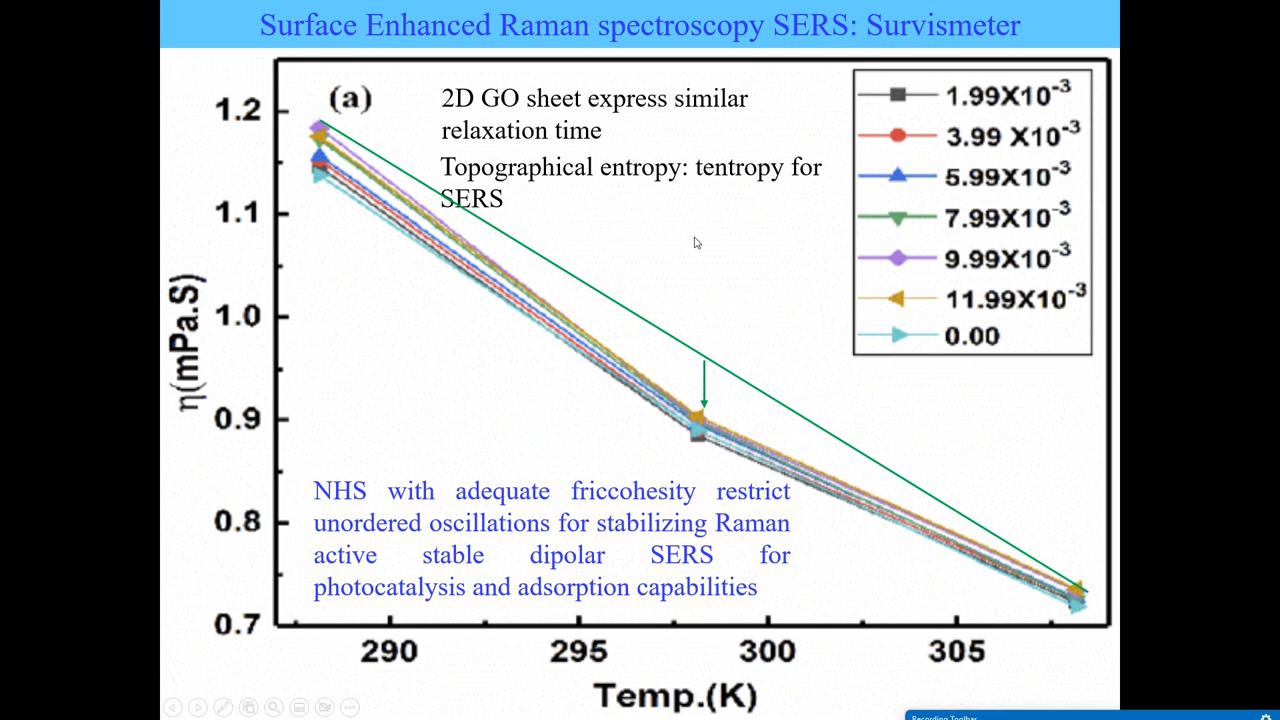 Surface Enhanced Raman spectroscopy SERS: Survismeter
(a)
2D GO sheet express similar
relaxation time
Topographical entropy: tentropy for
SERS
1.99X10⁻³
3.99 X10⁻³
5.99X10⁻³
7.99X10⁻³
9.99X10⁻³
11.99X10⁻³
0.00
1.2
1.1
1.0
0.9
0.8
0.7
η(mPa.S)
NHS with adequate friccohesity restrict
unordered oscillations for stabilizing Raman
active stable dipolar SERS for
photocatalysis and adsorption capabilities
290 295 300 305
Temp.(K)
Recording Toolbar